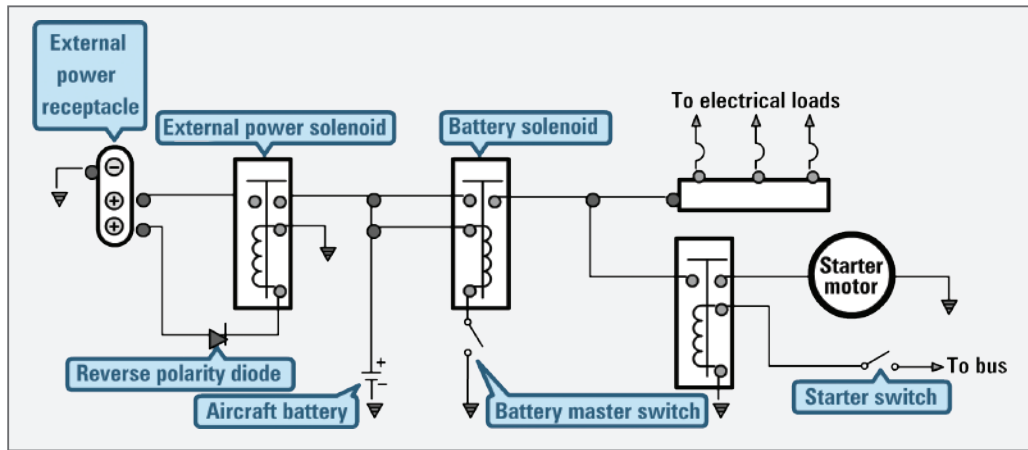 External
power
receptacle
External power solenoid
Battery solenoid
To electrical loads
−
+
+
Starter
motor
Reverse polarity diode
+
−
Aircraft battery
Battery master switch
To bus
Starter switch